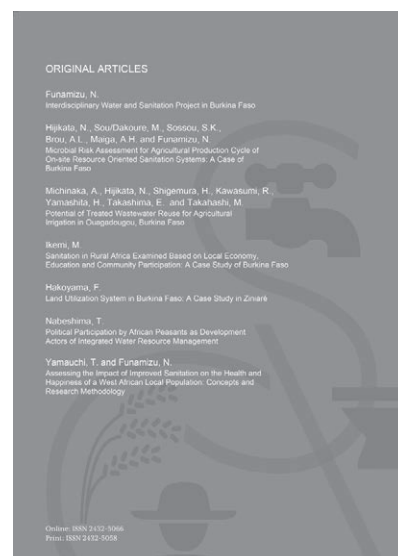 ORIGINAL ARTICLES
Funamizu, N.
Interdisciplinary Water and Sanitation Project in Burkina Faso
Hijikata, N., Sou/Dakoure, M., Sossou, S.K.,
Brou, A.L., Maiga, A.H. and Funamizu, N.
Microbial Risk Assessment for Agricultural Production Cycle of
On-site Resource Oriented Sanitation Systems: A Case of
Burkina Faso
Michinaka, A., Hijikata, N., Shigemura, H., Kawasumi, R.,
Yamashita, H., Takashima, E. and Takahashi, M.
Potential of Treated Wastewater Reuse for Agricultural
Irrigation in Ouagadougou, Burkina Faso
Ikemi, M.
Sanitation in Rural Africa Examined Based on Local Economy,
Education and Community Participation: A Case Study of Burkina Faso
Hakoyama, F.
Land Utilization System in Burkina Faso: A Case Study in Ziniaré
Nabeshima, T.
Political Participation by African Peasants as Development
Actors of Integrated Water Resource Management
Yamauchi, T. and Funamizu, N.
Assessing the Impact of Improved Sanitation on the Health and
Happiness of a West African Local Population: Concepts and
Research Methodology
Online: ISSN 2432-5066
Print: ISSN 2432-5058